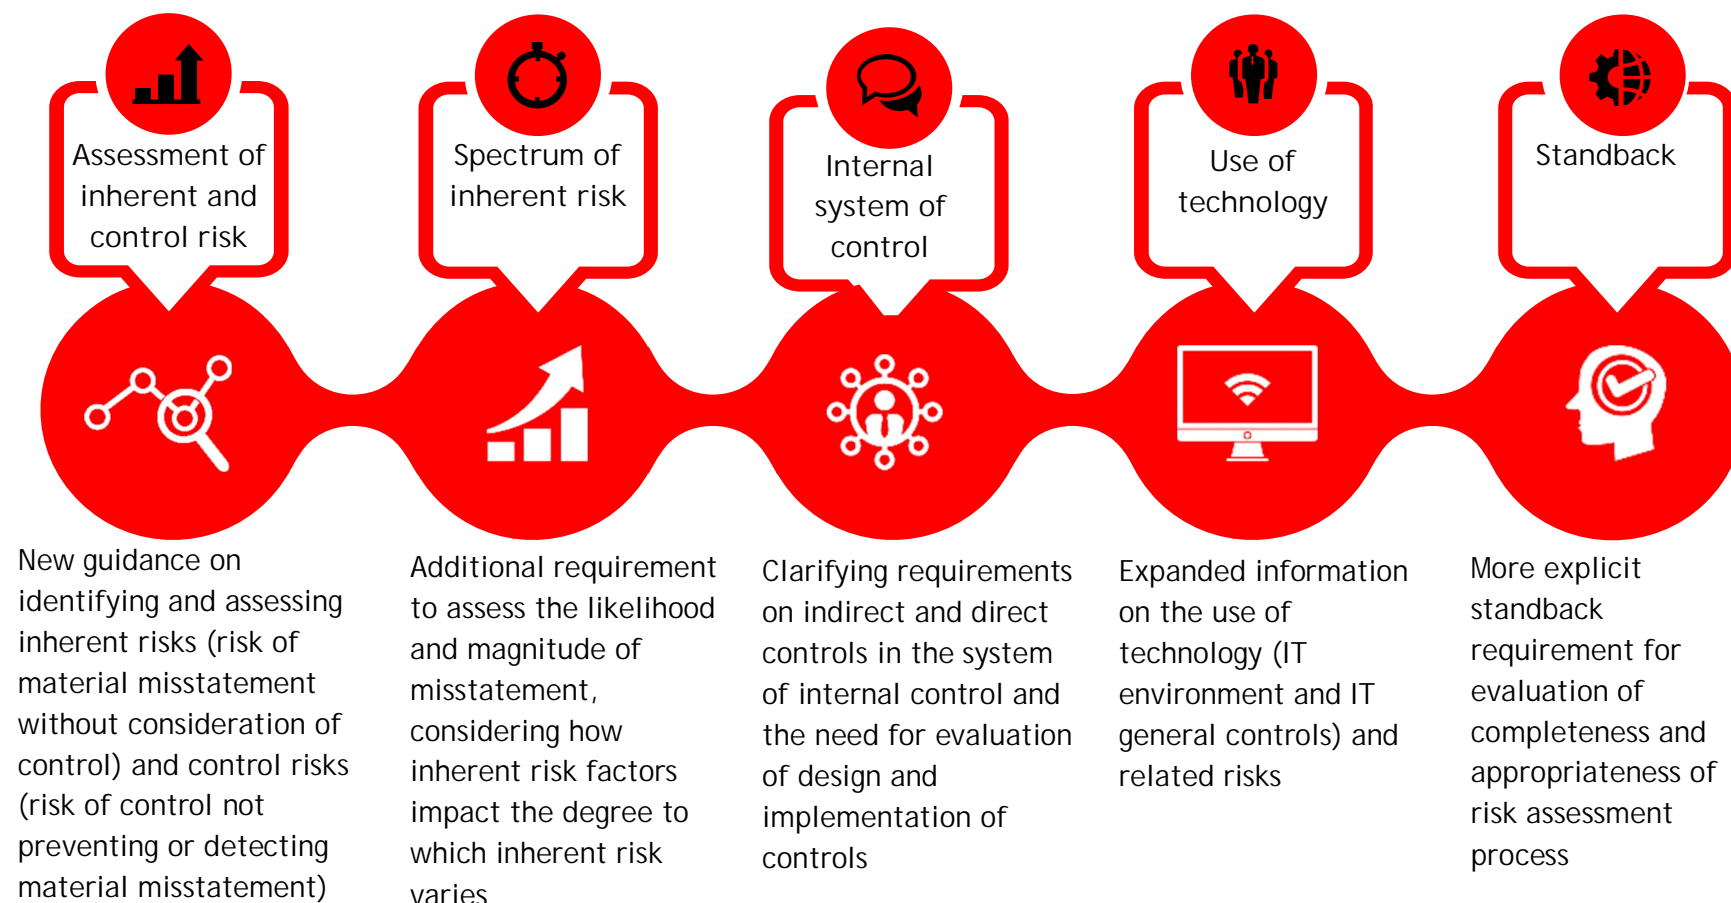 Assessment of
inherent and
control risk
Spectrum of
inherent risk
Internal
system of
control
Use of
technology
Standback
New guidance on
identifying and assessing
inherent risks (risk of
material misstatement
without consideration of
control) and control risks
(risk of control not
preventing or detecting
material misstatement)
Additional requirement
to assess the likelihood
and magnitude of
misstatement,
considering how
inherent risk factors
impact the degree to
which inherent risk
varies
Clarifying requirements
on indirect and direct
controls in the system
of internal control and
the need for evaluation
of design and
implementation of
controls
Expanded information
on the use of
technology (IT
environment and IT
general controls) and
related risks
More explicit
standback
requirement for
evaluation of
completeness and
appropriateness of
risk assessment
process